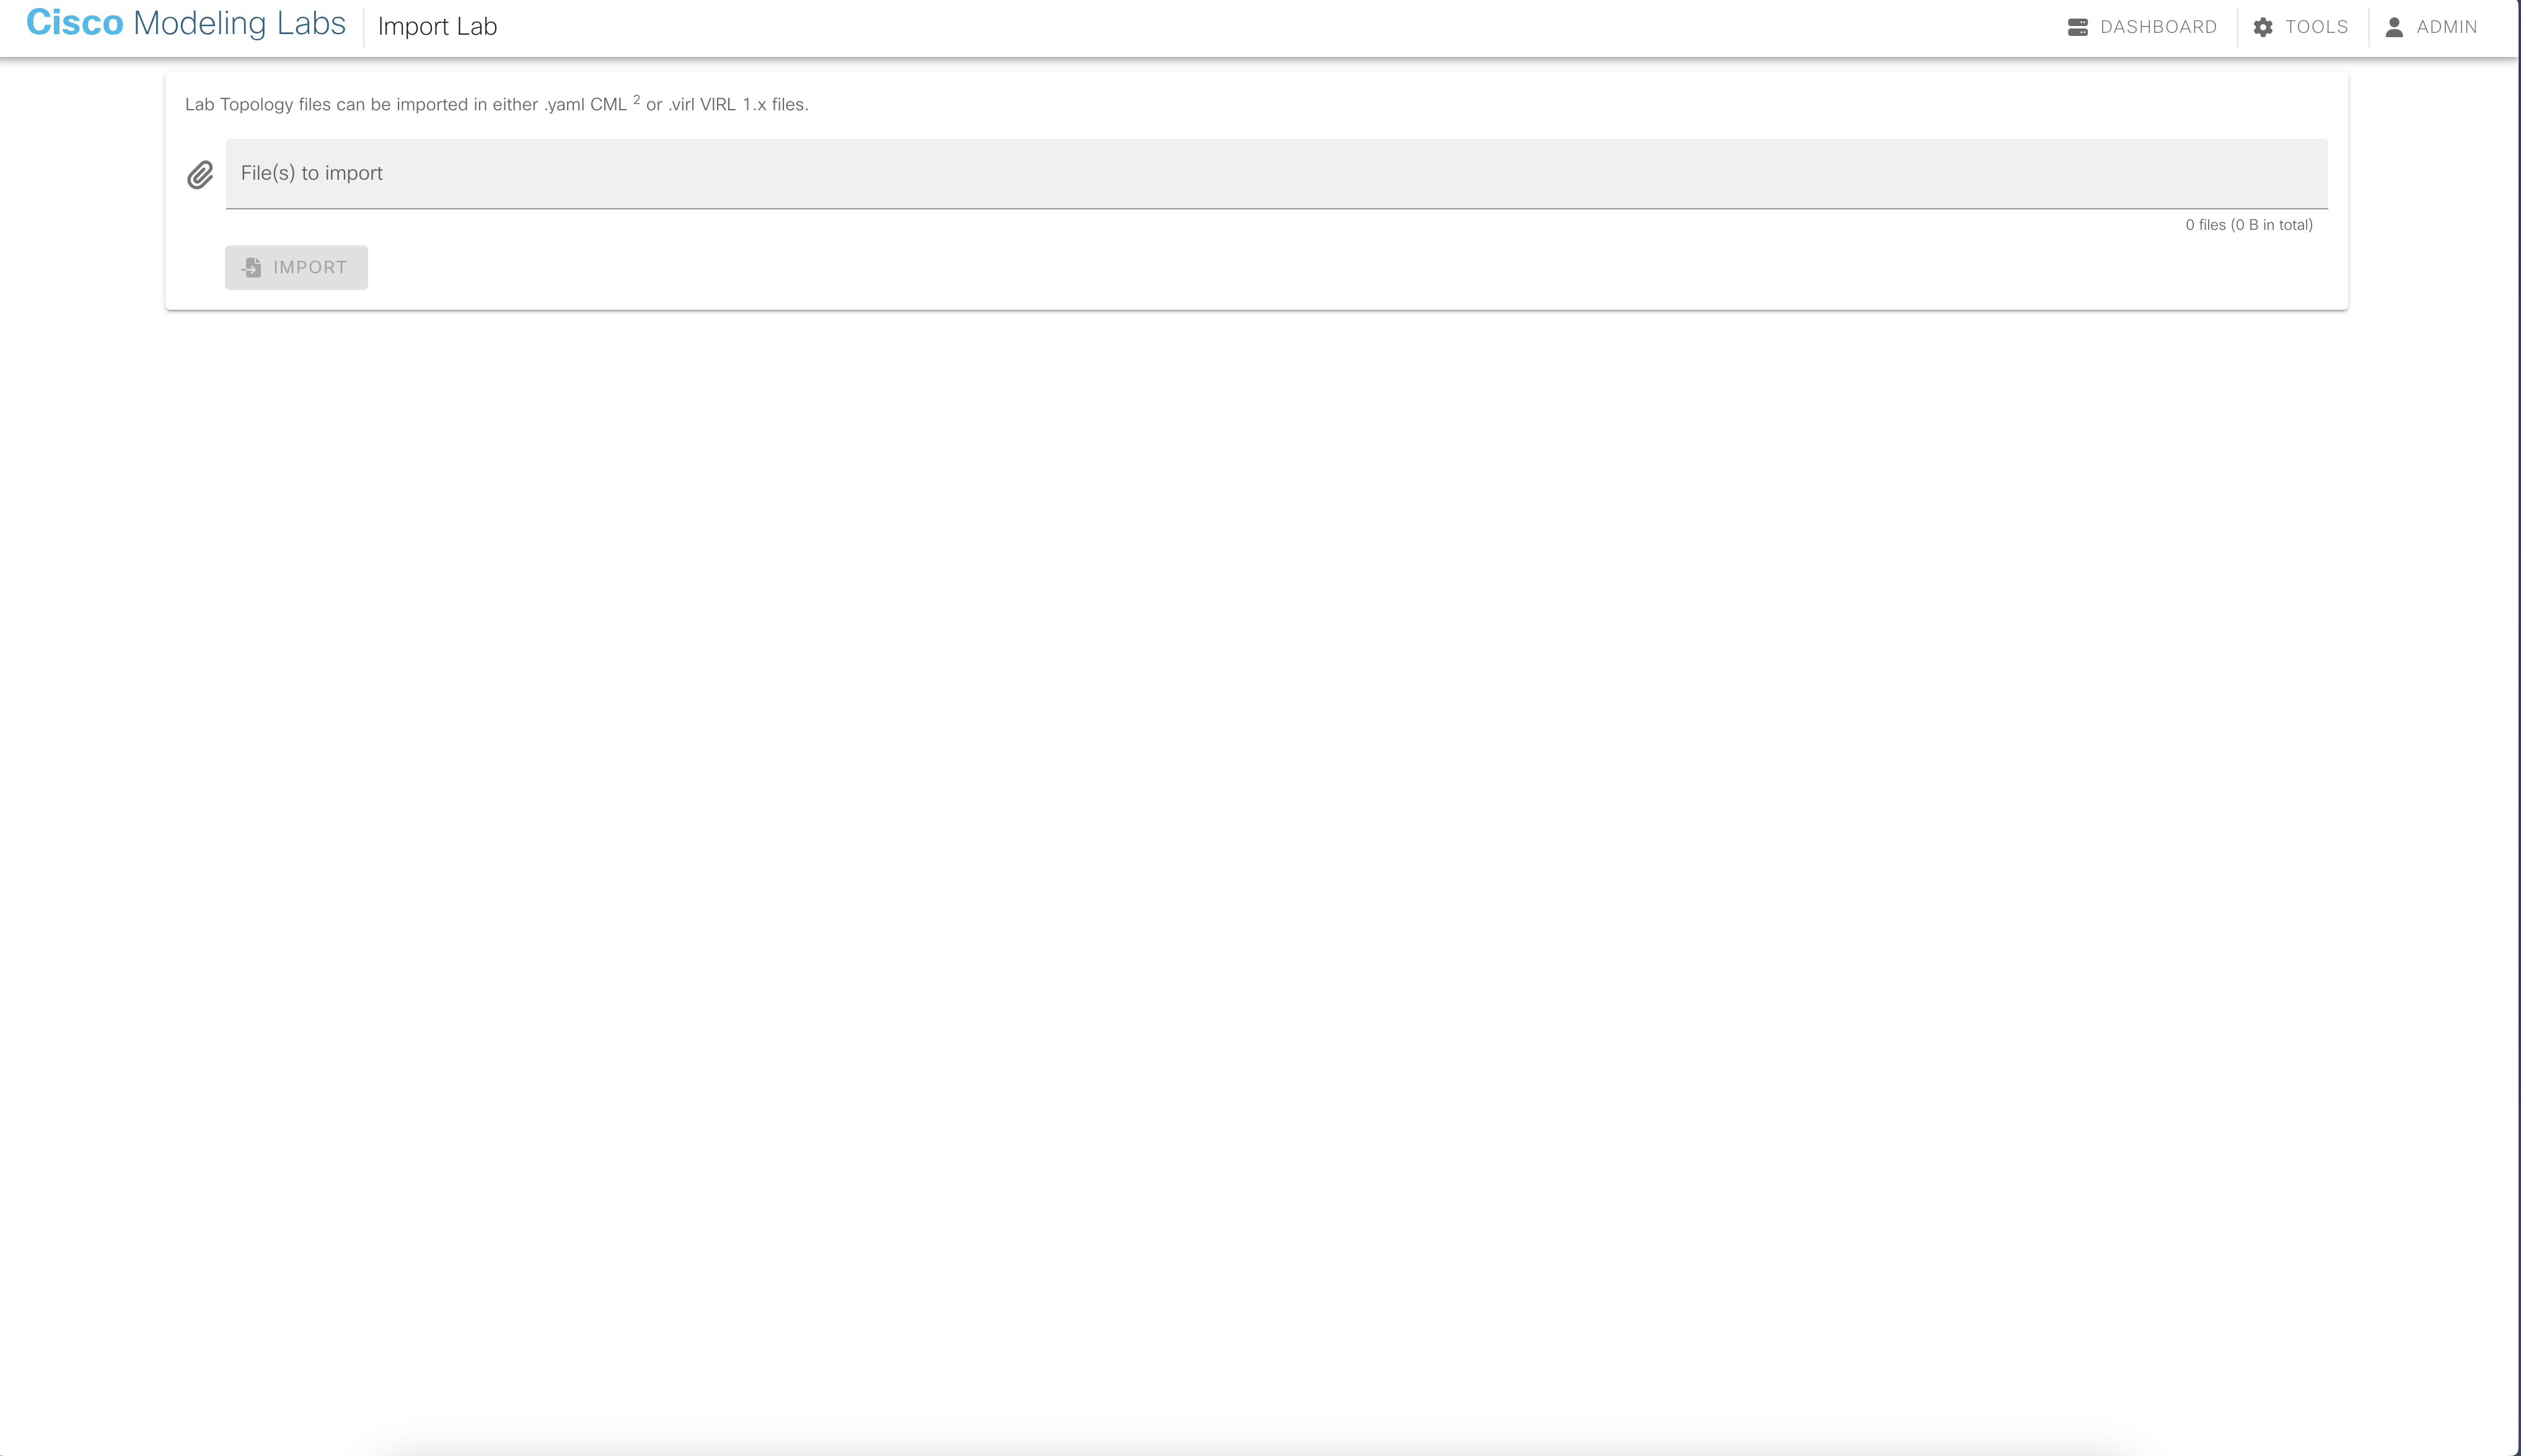 Cisco Modeling Labs
Import Lab
DASHBOARD
TOOLS
ADMIN
Lab Topology files can be imported in either .yaml CML 2 or .virl VIRL 1.x files.
File(s) to import
0 files (0 B in total)
IMPORT